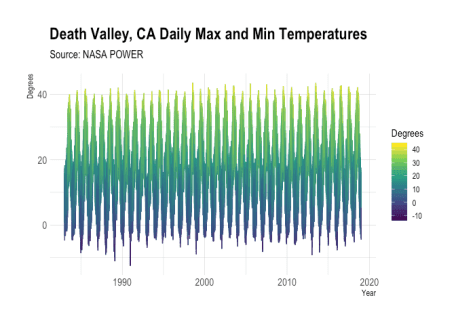 Death Valley, CA Daily Max and Min Temperatures
Source: NASA POWER
Degrees
40
20
0
1990
2000
2010
2020
Year
Degrees
40
30
20
10
0
-10